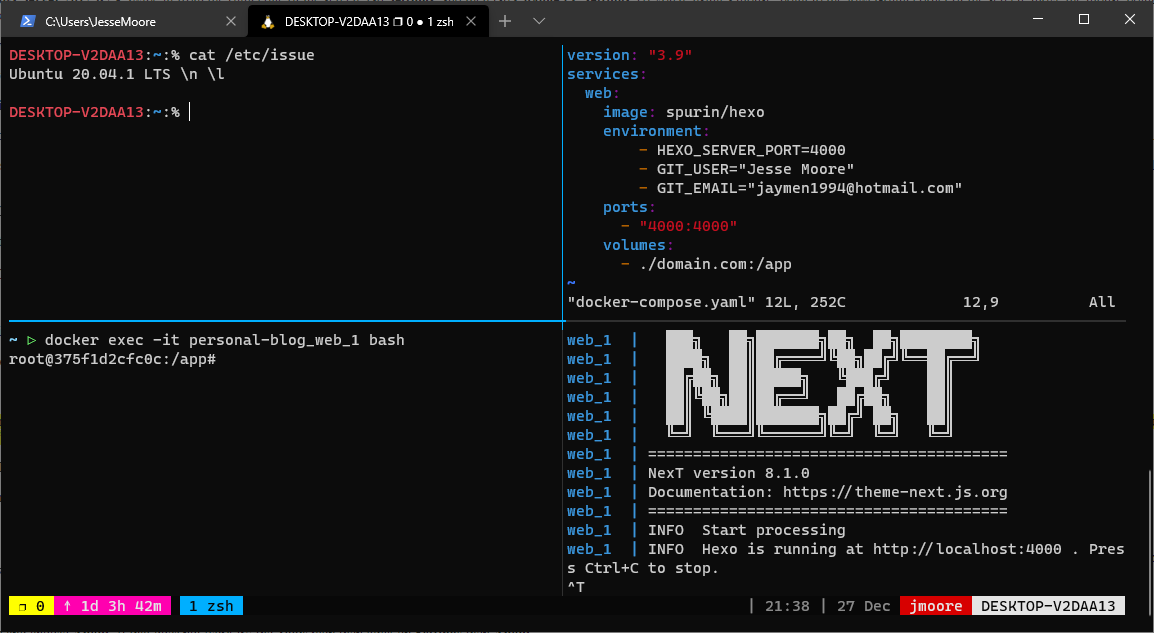 C:\Users\JesseMoore
DESKTOP-V2DAA13 ❐ 0 ● 1 zsh
DESKTOP-V2DAA13:~:% cat /etc/issue
Ubuntu 20.04.1 LTS \n \l
DESKTOP-V2DAA13:~:%
version: "3.9"
services:
web:
image: spurin/hexo
environment:
- HEXO_SERVER_PORT=4000
- GIT_USER="Jesse Moore"
- GIT_EMAIL="jaymen1994@hotmail.com"
ports:
- "4000:4000"
volumes:
- ./domain.com:/app
~
"docker-compose.yaml" 12L, 252C 12,9 All
~ ▷ docker exec -it personal-blog_web_1 bash
root@375f1d2cfc0c:/app#
web_1 |
web_1 |
web_1 | NEXT
web_1 |
web_1 |
web_1 |
web_1 | ========================================
web_1 | NexT version 8.1.0
web_1 | Documentation: https://theme-next.js.org
web_1 | ========================================
web_1 | INFO Start processing
web_1 | INFO Hexo is running at http://localhost:4000 . Pres
s Ctrl+C to stop.
^T
❐ 0 ↑ 1d 3h 42m 1 zsh | 21:38 | 27 Dec jmoore DESKTOP-V2DAA13